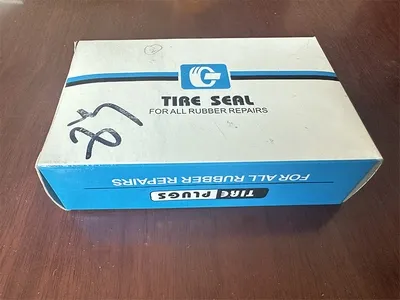 TIRE SEAL
FOR ALL RUBBER REPAIRS
FOR ALL RUBBER REPAIRS
TIRE PLUGS